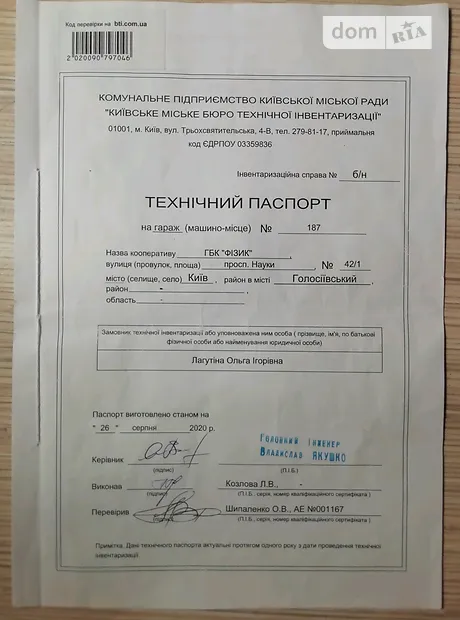 Код перевірки на bti.com.ua
2020090797046
dom RIA
КОМУНАЛЬНЕ ПІДПРИЄМСТВО КИЇВСЬКОЇ МІСЬКОЇ РАДИ
"КИЇВСЬКЕ МІСЬКЕ БЮРО ТЕХНІЧНОЇ ІНВЕНТАРИЗАЦІЇ"
01001, м. Київ, вул. Трьохсвятительська, 4-В, тел. 279-81-17, приймальня
код ЄДРПОУ 03359836
Інвентаризаційна справа № б/н
ТЕХНІЧНИЙ ПАСПОРТ
на гараж (машино-місце) № 187
Назва кооперативу ГБК "ФІЗИК"
вулиця (провулок, площа) просп. Науки , № 42/1
місто (селище, село) Київ , район в місті Голосіївський ,
район -
область -
Замовник технічної інвентаризації або уповноважена ним особа ( прізвище, ім'я, по батькові
фізичної особи або найменування юридичної особи)
Лагутіна Ольга Ігорівна
Паспорт виготовлено станом на
" 26 " серпня 2020 р.
ГОЛОВНИЙ ІНЖЕНЕР
ВЛАДИСЛАВ ЯКУШКО
Керівник
(підпис) (П.І.Б.)
Виконав Козлова Л.В., -
(підпис) (П.І.Б., серія, номер кваліфікаційного сертифіката )
Перевірив Шипаленко О.В., АЕ №001167
(підпис) (П.І.Б., серія, номер кваліфікаційного сертифіката )
Примітка. Дані технічного паспорта актуальні протягом одного року з дати проведення технічної
інвентаризації